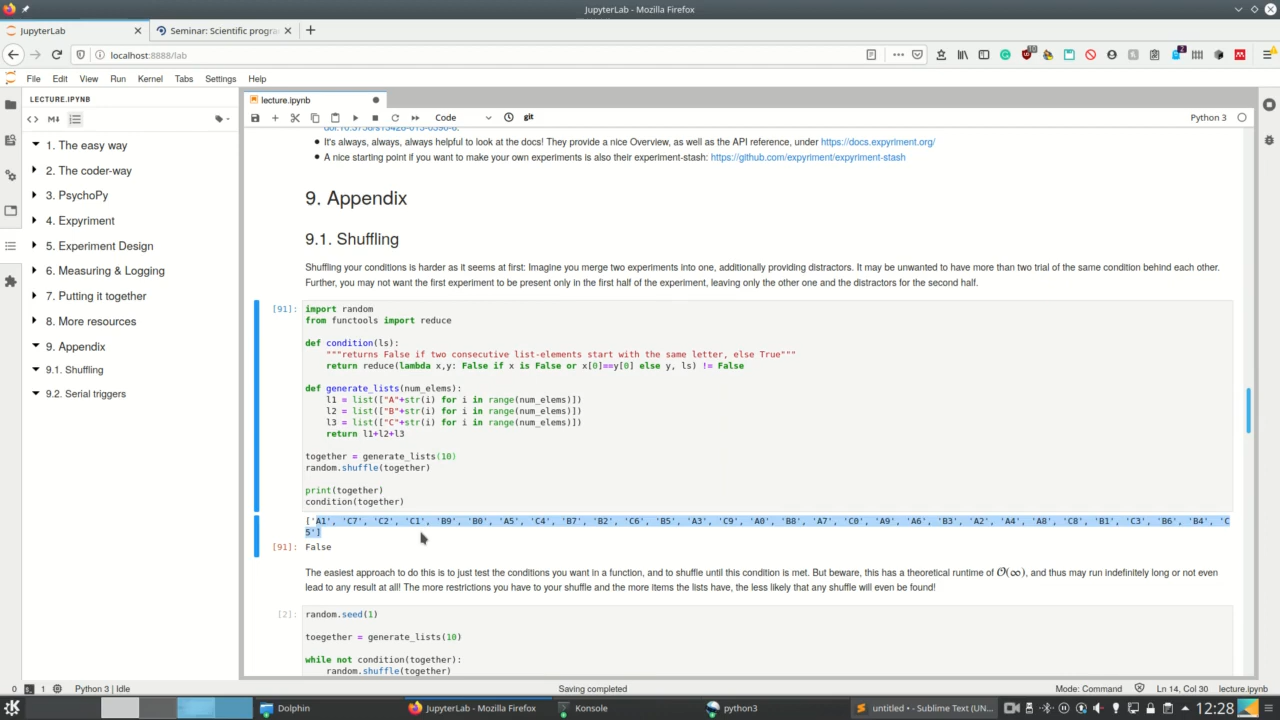 JupyterLab - Mozilla Firefox
JupyterLab
Seminar: Scientific progra
localhost:8888/lab
File Edit View Run Kernel Tabs Settings Help
LECTURE.IPYNB
lecture.ipynb
Code
git
Python 3
1. The easy way
2. The coder-way
3. PsychoPy
4. Expyriment
5. Experiment Design
6. Measuring & Logging
7. Putting it together
8. More resources
9. Appendix
9.1. Shuffling
9.2. Serial triggers
It's always, always, always helpful to look at the docs! They provide a nice Overview, as well as the API reference, under https://docs.expyriment.org/
A nice starting point if you want to make your own experiments is also their experiment-stash: https://github.com/expyriment/expyriment-stash
9. Appendix
9.1. Shuffling
Shuffling your conditions is harder as it seems at first: Imagine you merge two experiments into one, additionally providing distractors. It may be unwanted to have more than two trial of the same condition behind each other.
Further, you may not want the first experiment to be present only in the first half of the experiment, leaving only the other one and the distractors for the second half.
[91]: import random
from functools import reduce
def condition(ls):
"""returns False if two consecutive list-elements start with the same letter, else True"""
return reduce(lambda x,y: False if x is False or x[0]==y[0] else y, ls) != False
def generate_lists(num_elems):
l1 = list(["A"+str(i) for i in range(num_elems)])
l2 = list(["B"+str(i) for i in range(num_elems)])
l3 = list(["C"+str(i) for i in range(num_elems)])
return l1+l2+l3
together = generate_lists(10)
random.shuffle(together)
print(together)
condition(together)
['A1', 'C7', 'C2', 'C1', 'B9', 'B0', 'A5', 'C4', 'B7', 'B2', 'C6', 'B5', 'A3', 'C9', 'A0', 'B8', 'A7', 'C0', 'A9', 'A6', 'B3', 'A2', 'A4', 'A8', 'C8', 'B1', 'C3', 'B6', 'B4', 'C
5']
[91]: False
The easiest approach to do this is to just test the conditions you want in a function, and to shuffle until this condition is met. But beware, this has a theoretical runtime of O(∞), and thus may run indefinitely long or not even
lead to any result at all! The more restrictions you have to your shuffle and the more items the lists have, the less likely that any shuffle will even be found!
[2]: random.seed(1)
toegether = generate_lists(10)
while not condition(together):
random.shuffle(together)
0 1 Python 3 | Idle
Saving completed
Mode: Command
Ln 14, Col 30
lecture.ipynb
Dolphin
JupyterLab - Mozilla Firefox
Konsole
python3
untitled • - Sublime Text (UN...
12:28